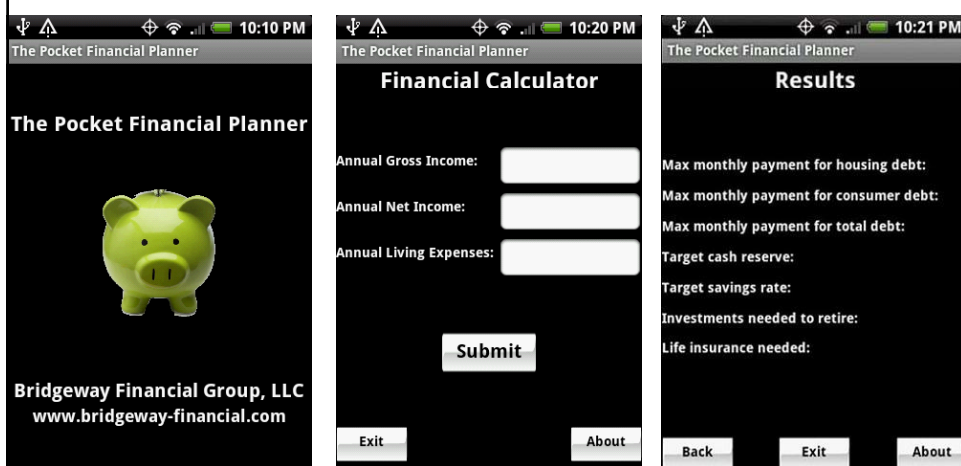 10:10 PM
The Pocket Financial Planner
The Pocket Financial Planner
Bridgeway Financial Group, LLC
www.bridgeway-financial.com
10:20 PM
The Pocket Financial Planner
Financial Calculator
Annual Gross Income:
Annual Net Income:
Annual Living Expenses:
Submit
Exit
About
10:21 PM
The Pocket Financial Planner
Results
Max monthly payment for housing debt:
Max monthly payment for consumer debt:
Max monthly payment for total debt:
Target cash reserve:
Target savings rate:
Investments needed to retire:
Life insurance needed:
Back
Exit
About